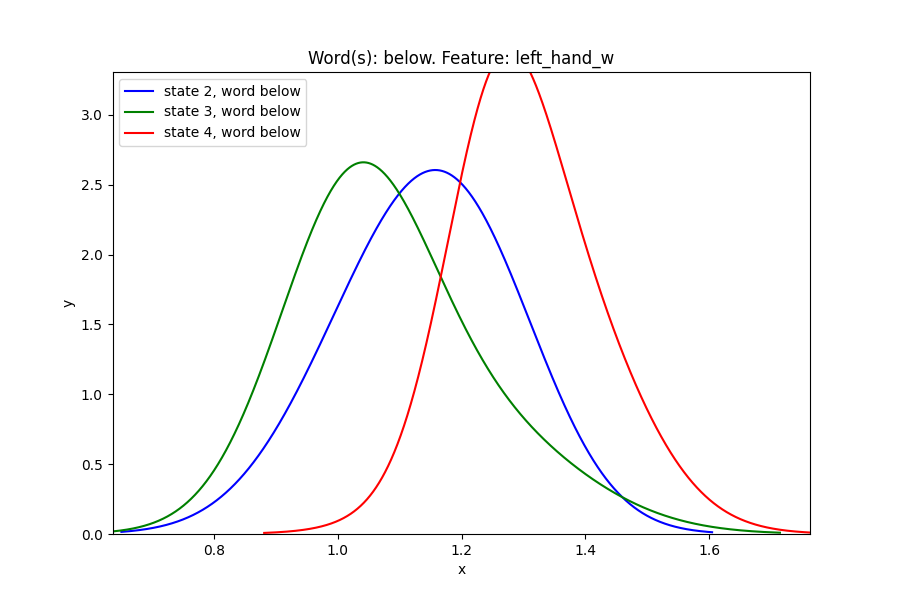 Word(s): below. Feature: left_hand_w
state 2, word below
state 3, word below
state 4, word below
y
3.0
2.5
2.0
1.5
1.0
0.5
0.0
0.8 1.0 1.2 1.4 1.6
x